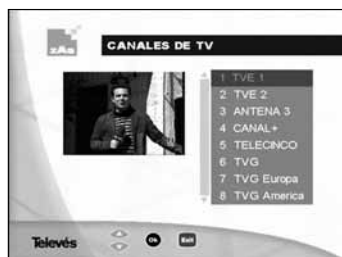 zAs
CANALES DE TV
1 TVE 1
2 TVE 2
3 ANTENA 3
4 CANAL+
5 TELECINCO
6 TVG
7 TVG Europa
8 TVG America
Televés
Ok
Exit